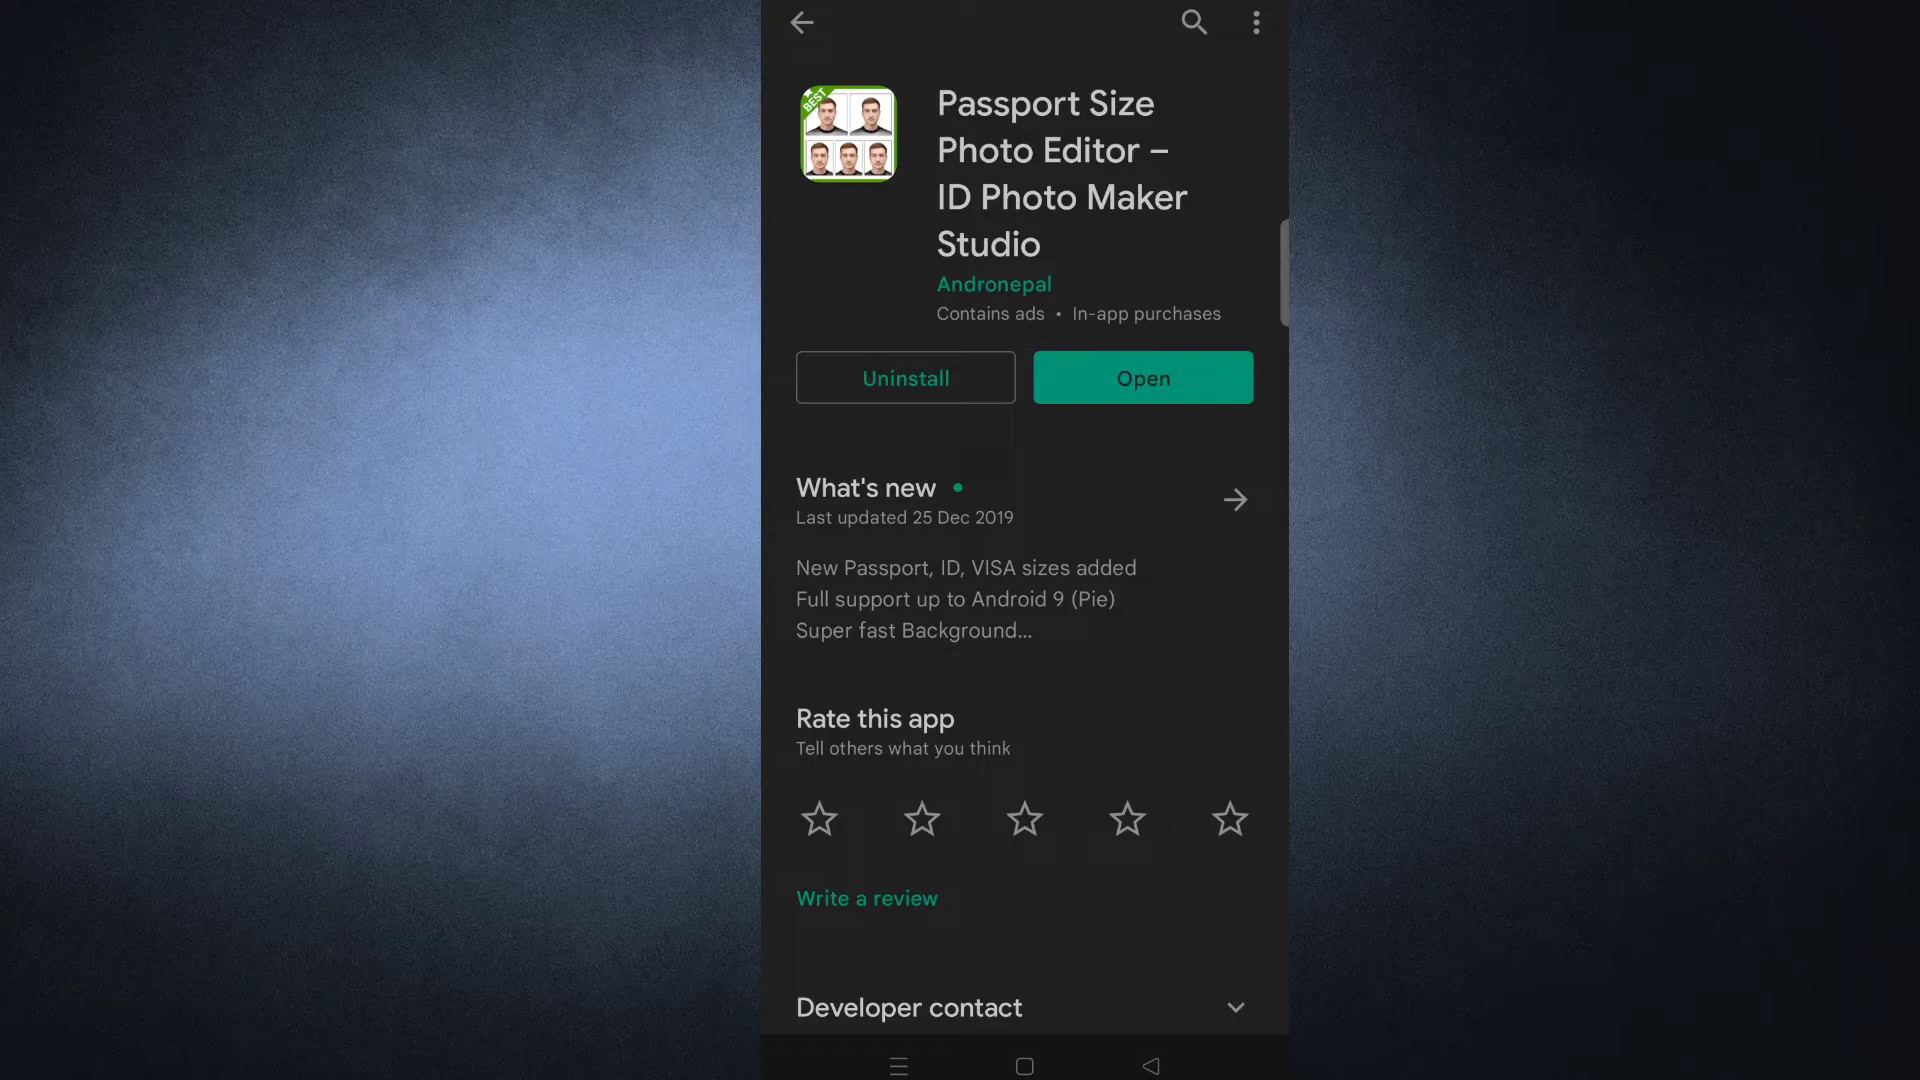 BEST
Passport Size
Photo Editor –
ID Photo Maker
Studio
Andronepal
Contains ads • In-app purchases
Uninstall
Open
What's new
Last updated 25 Dec 2019
New Passport, ID, VISA sizes added
Full support up to Android 9 (Pie)
Super fast Background...
Rate this app
Tell others what you think
Write a review
Developer contact